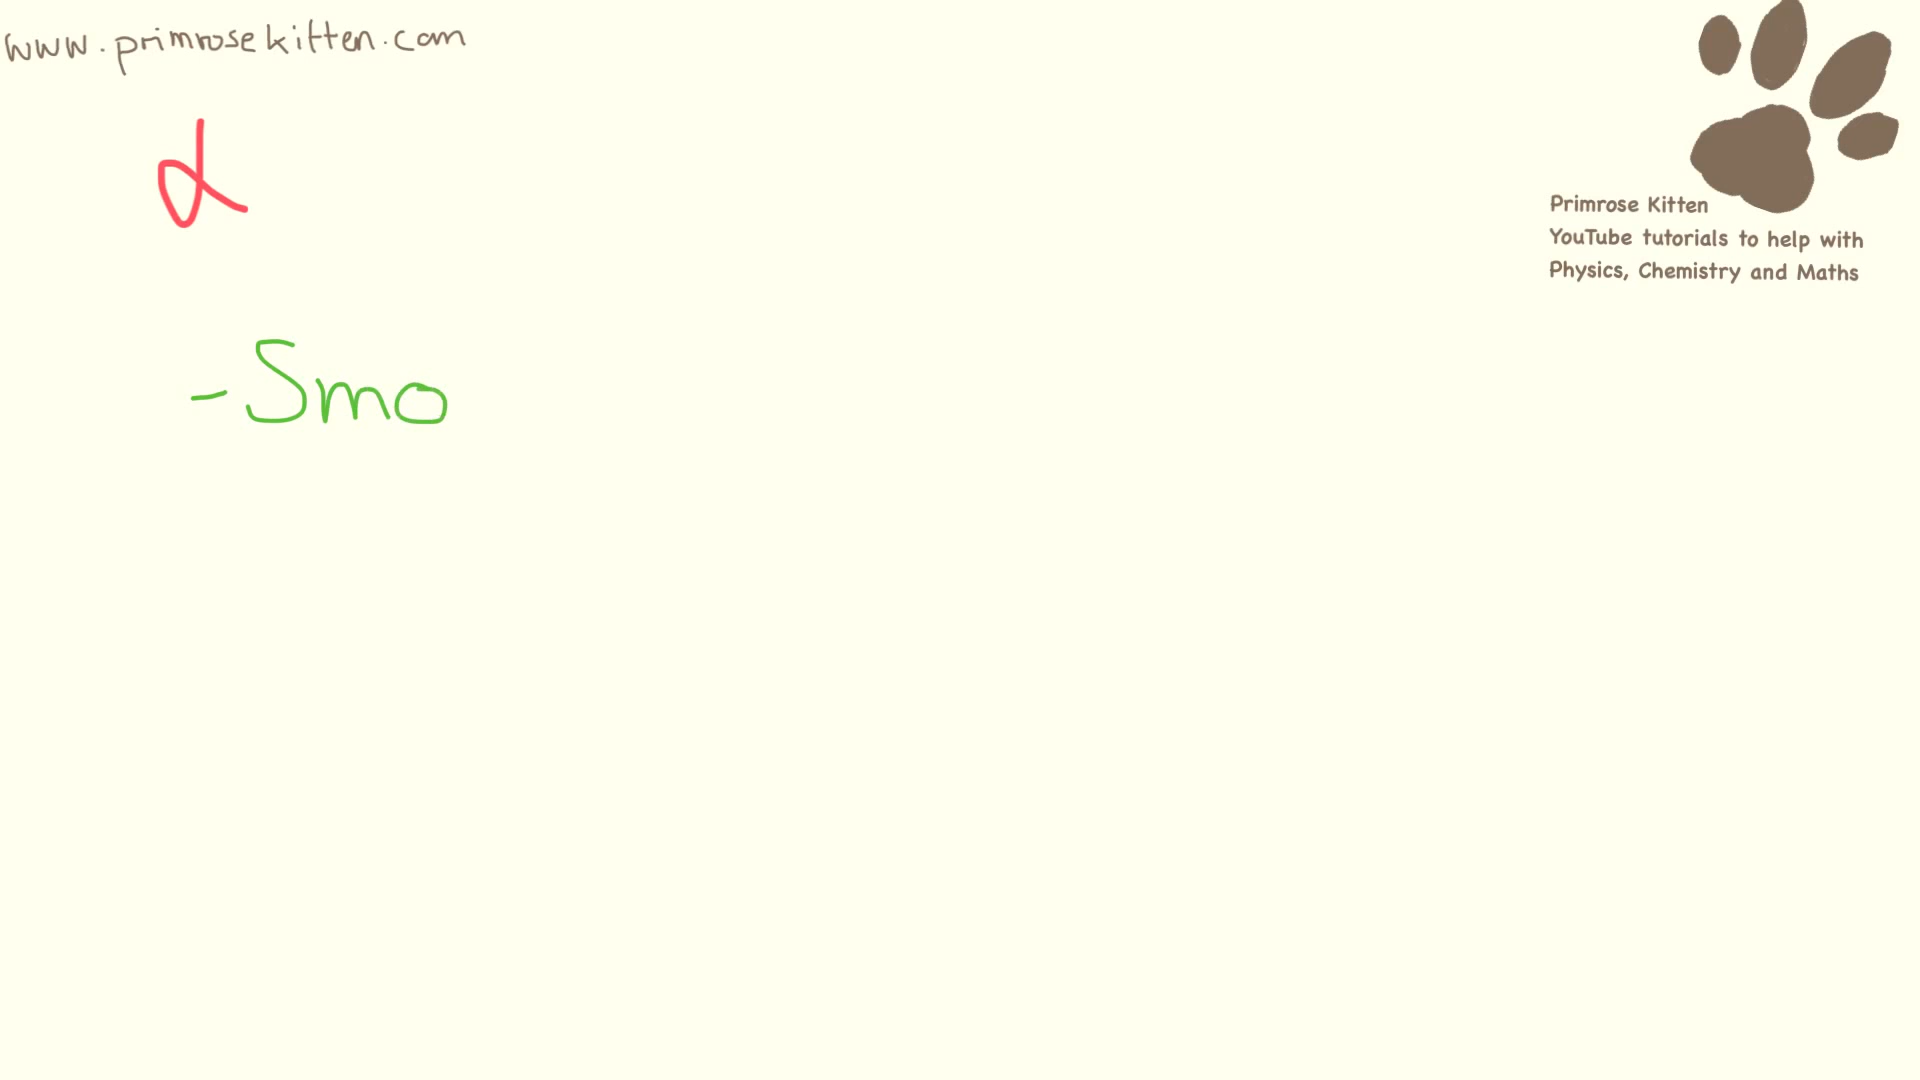 www.primrosekitten.com
α
Primrose Kitten
YouTube tutorials to help with
Physics, Chemistry and Maths
- Smo